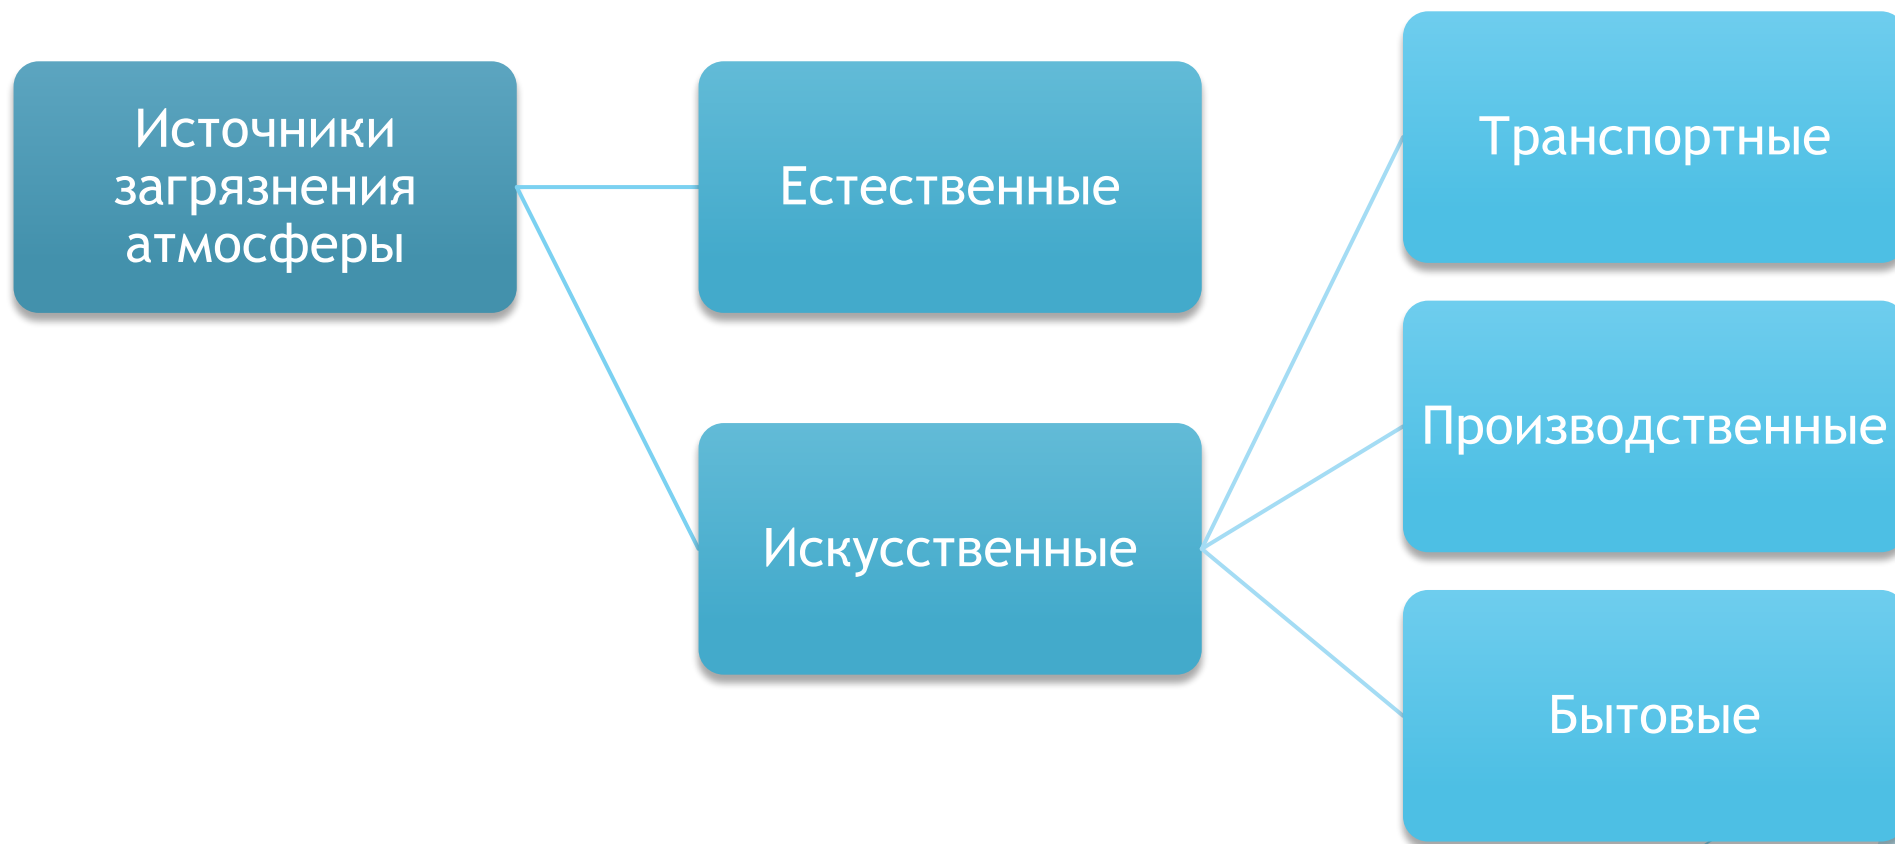 Источники
загрязнения
атмосферы
Естественные
Искусственные
Транспортные
Производственные
Бытовые